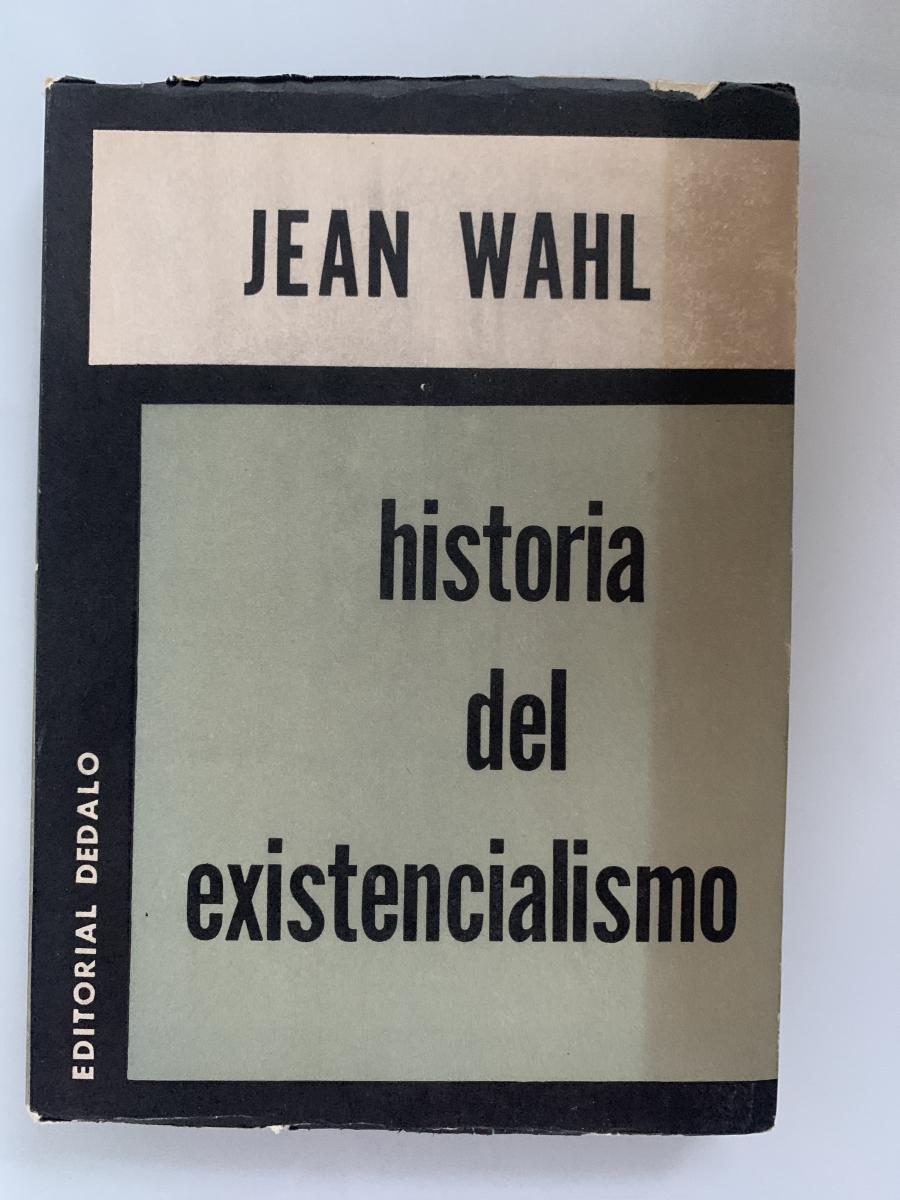 JEAN WAHL
historia
del
existencialismo
EDITORIAL DEDALO